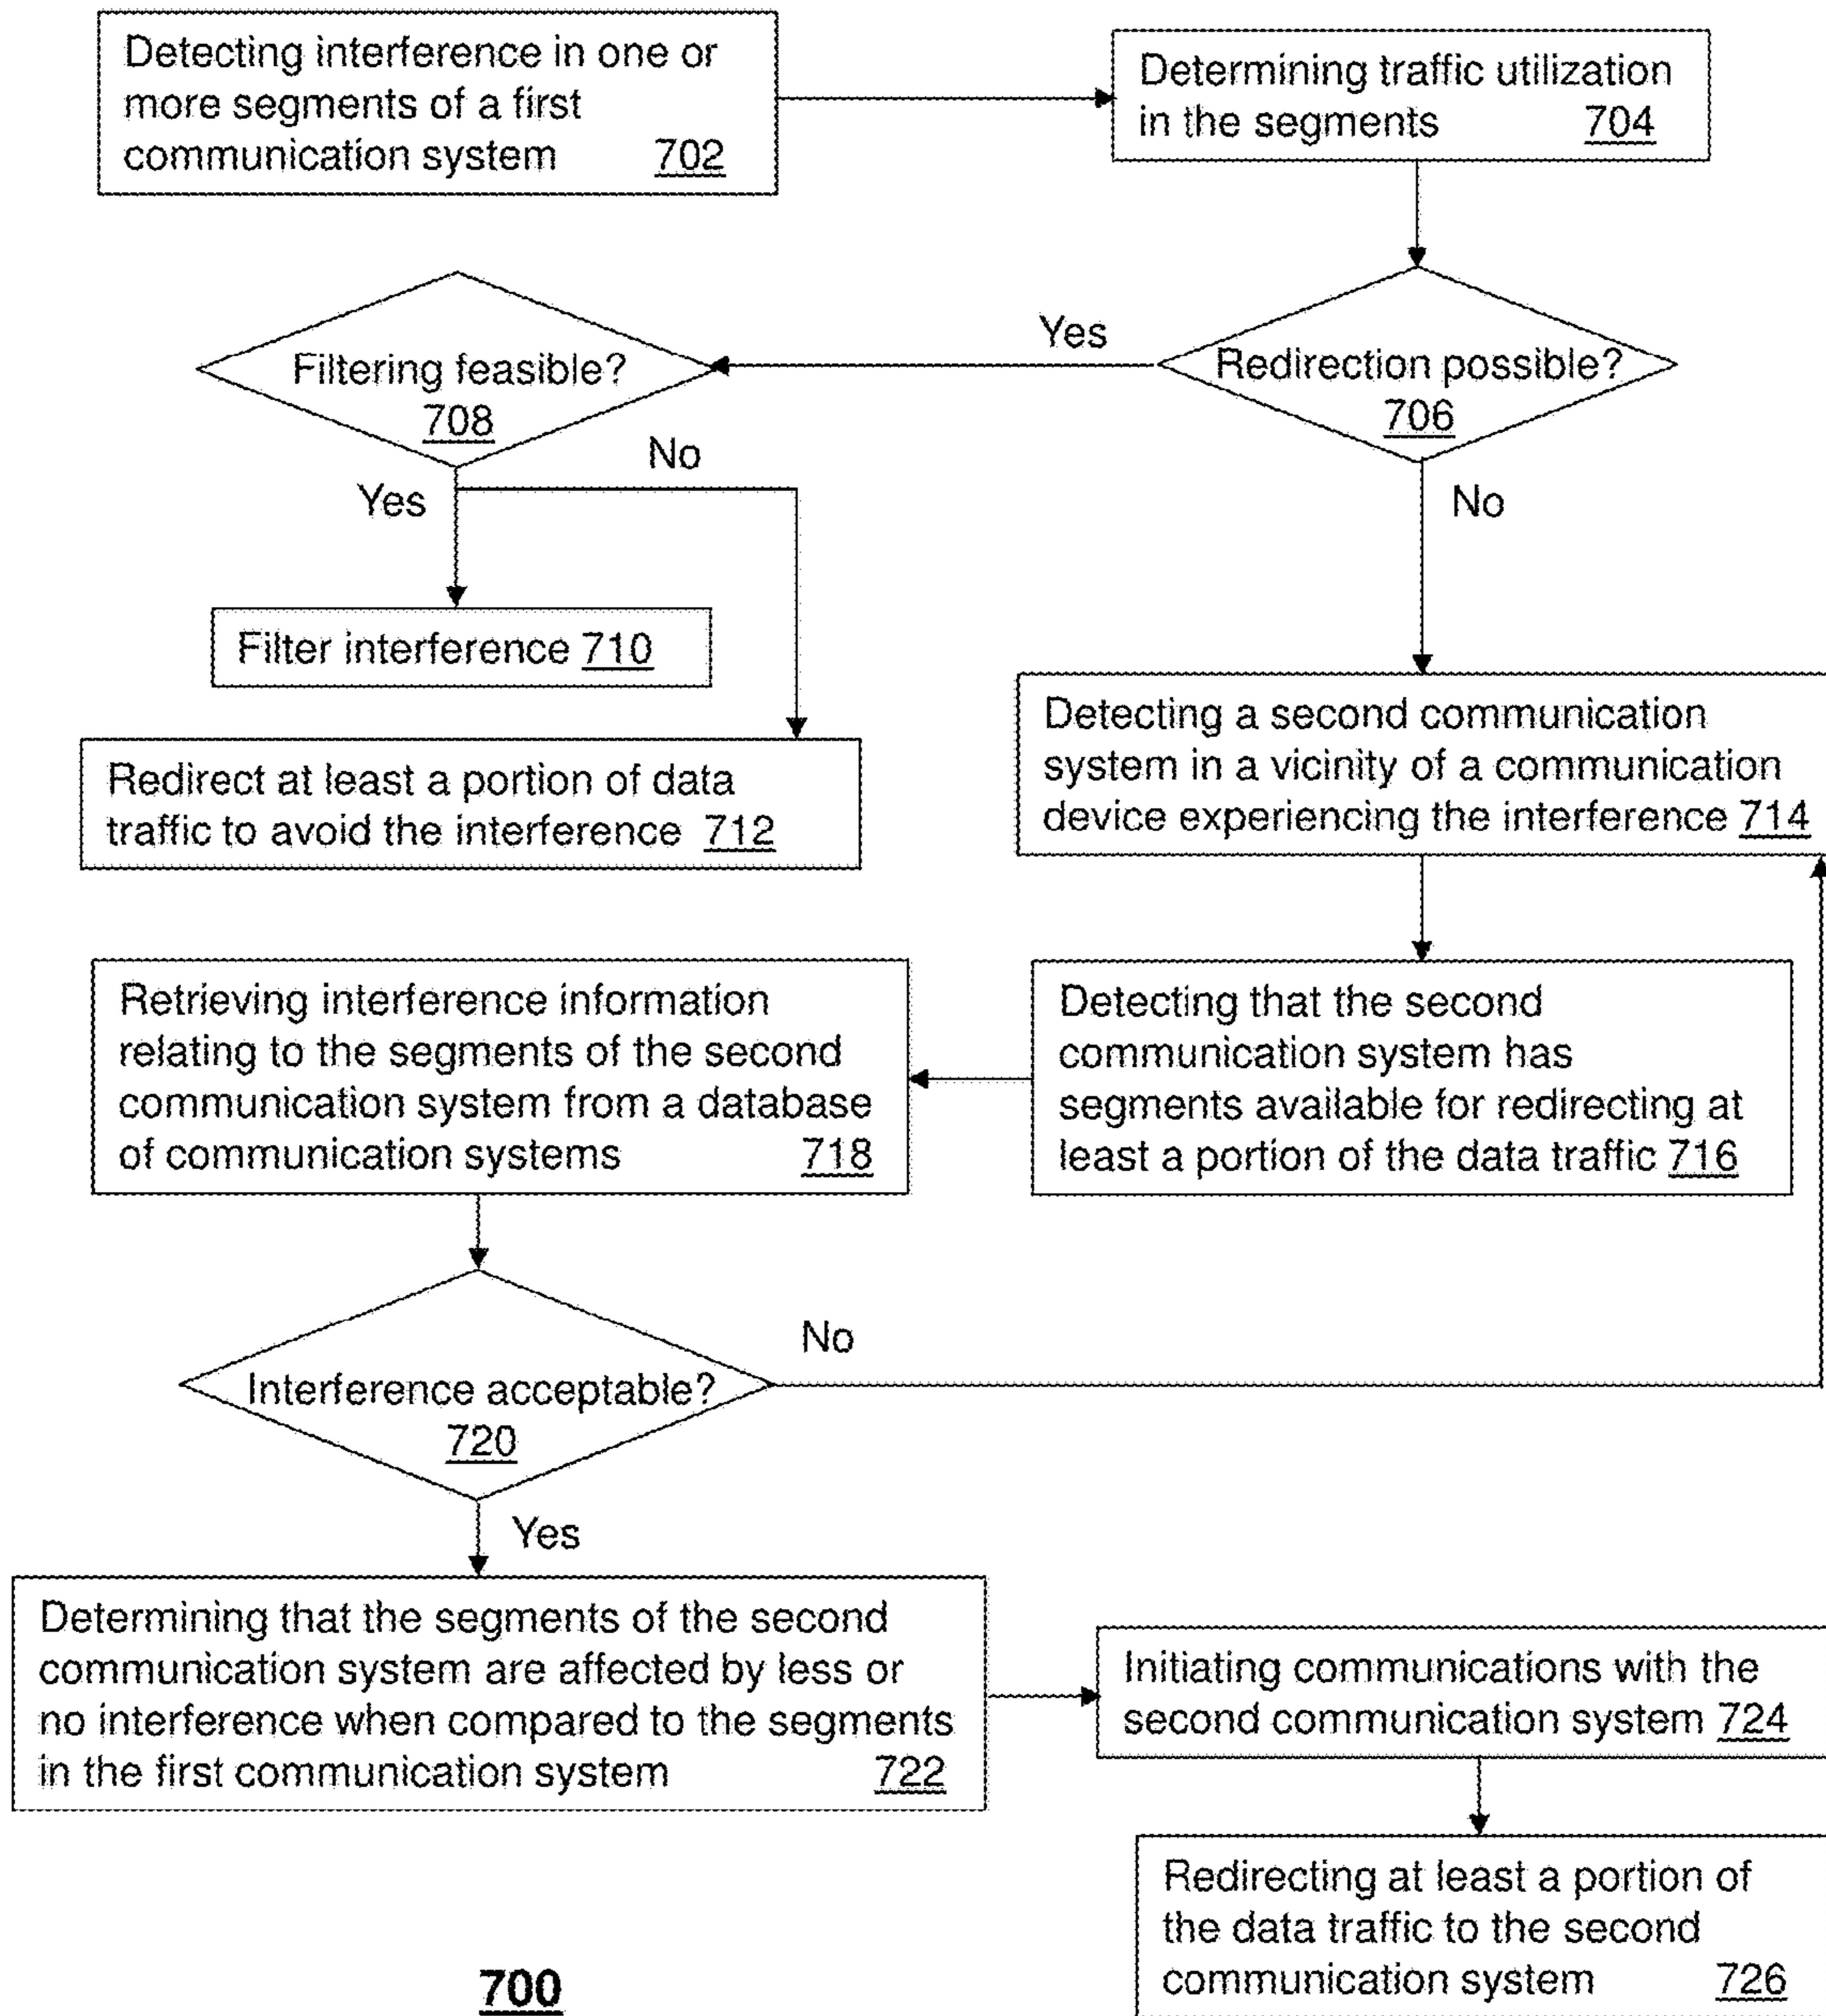 Detecting interference in one or
more segments of a first
communication system 702
Determining traffic utilization
in the segments 704
Redirection possible?
706
Yes
No
Filtering feasible?
708
No
Yes
Filter interference 710
Redirect at least a portion of data
traffic to avoid the interference 712
Detecting a second communication
system in a vicinity of a communication
device experiencing the interference 714
Detecting that the second
communication system has
segments available for redirecting at
least a portion of the data traffic 716
Retrieving interference information
relating to the segments of the second
communication system from a database
of communication systems 718
Interference acceptable?
720
No
Yes
Determining that the segments of the second
communication system are affected by less or
no interference when compared to the segments
in the first communication system 722
Initiating communications with the
second communication system 724
Redirecting at least a portion of
the data traffic to the second
communication system 726
700